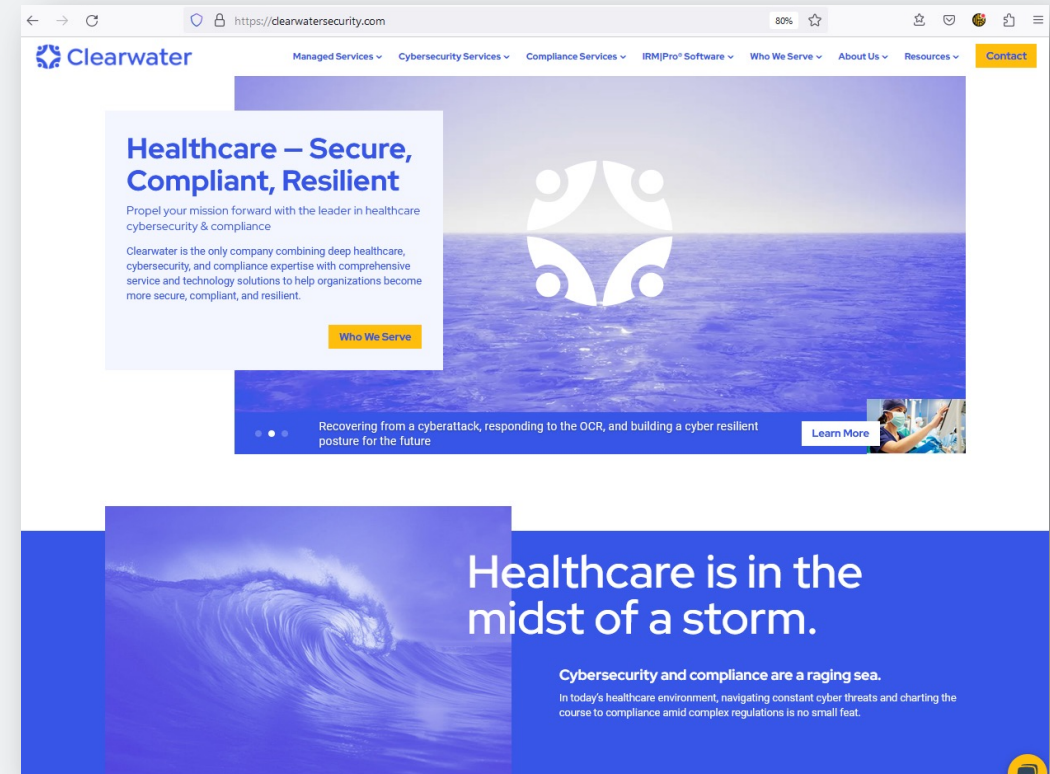 https://clearwatersecurity.com
80%
Clearwater
Managed Services
Cybersecurity Services
Compliance Services
IRM|Pro® Software
Who We Serve
About Us
Resources
Contact
Healthcare — Secure,
Compliant, Resilient
Propel your mission forward with the leader in healthcare
cybersecurity & compliance
Clearwater is the only company combining deep healthcare,
cybersecurity, and compliance expertise with comprehensive
service and technology solutions to help organizations become
more secure, compliant, and resilient.
Who We Serve
Recovering from a cyberattack, responding to the OCR, and building a cyber resilient
posture for the future
Learn More
Healthcare is in the
midst of a storm.
Cybersecurity and compliance are a raging sea.
In today's healthcare environment, navigating constant cyber threats and charting the
course to compliance amid complex regulations is no small feat.